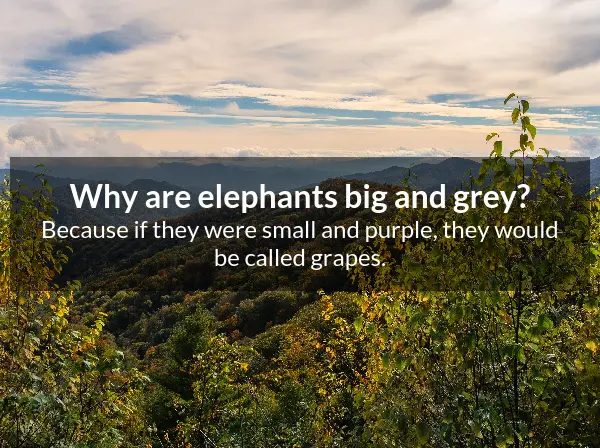 Why are elephants big and grey?
Because if they were small and purple, they would
be called grapes.